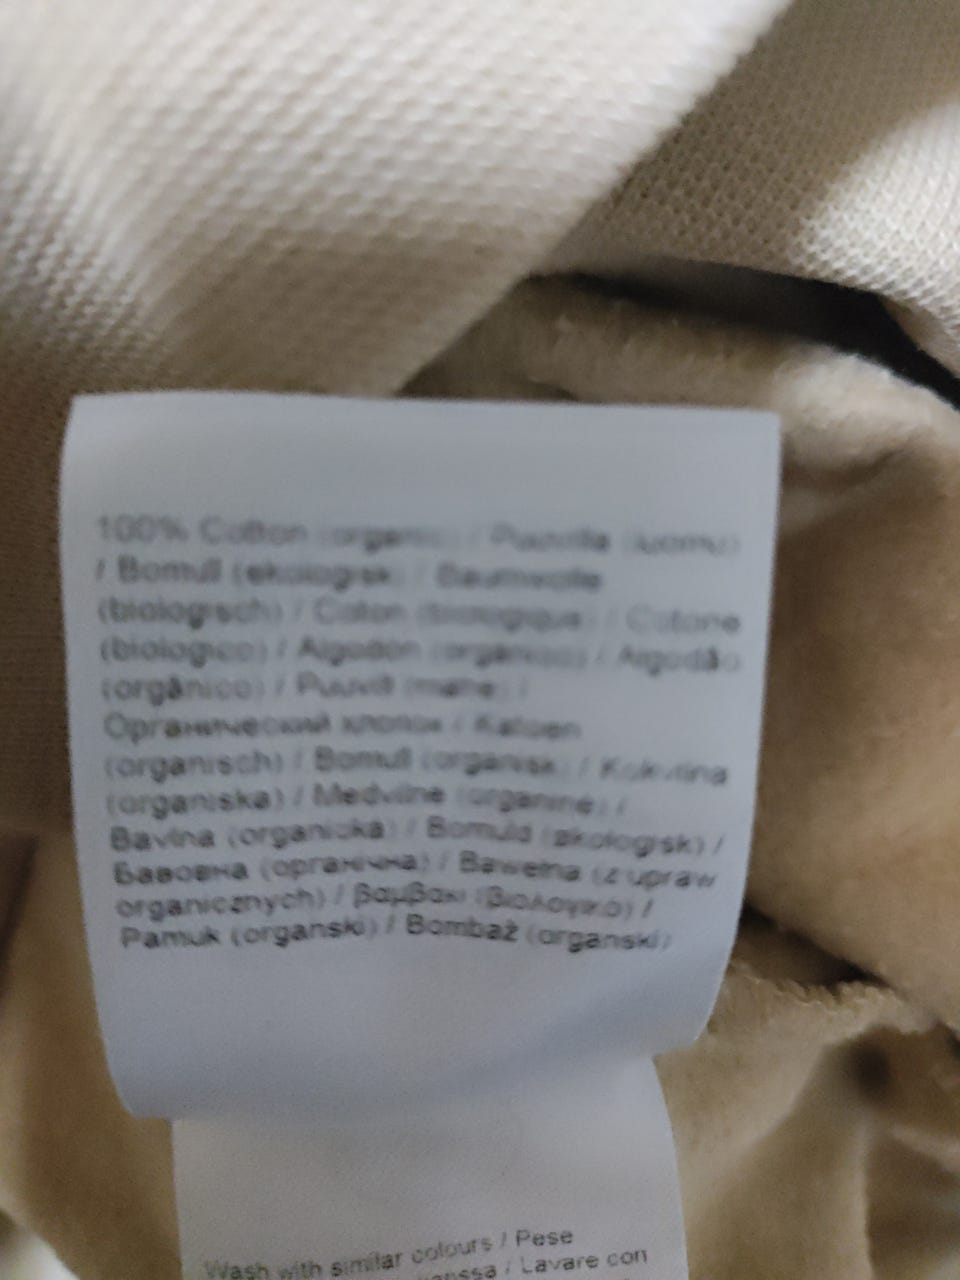 100% Cotton (organic) / Puuvilla (luomu)
/ Bomull (ekologisk) / Baumwolle
(biologisch) / Coton (biologique) / Cotone
(biologico) / Algodón (orgánico) / Algodão
(orgânico) / Puuvill (mahe) /
Органический хлопок / Katoen
(organisch) / Bomull (organisk) / Kokvilna
(organiska) / Medvilnė (organinė) /
Bavlna (organická) / Bomuld (økologisk) /
Бавовна (органічна) / Bawełna (z upraw
organicznych) / βαμβάκι (βιολογικό) /
Pamuk (organski) / Bombaž (organski)
Wash with similar colours / Pese
/ Lavare con